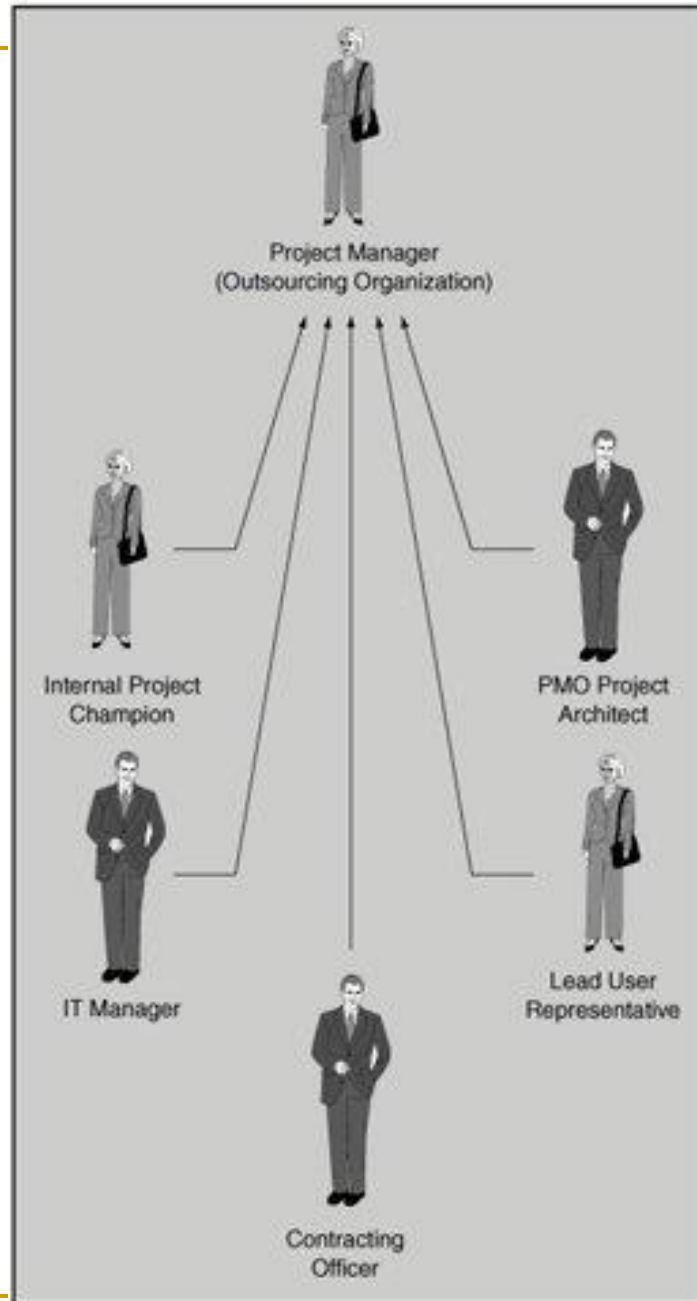 Project Manager
(Outsourcing Organization)
Internal Project
Champion
PMO Project
Architect
IT Manager
Lead User
Representative
Contracting
Officer